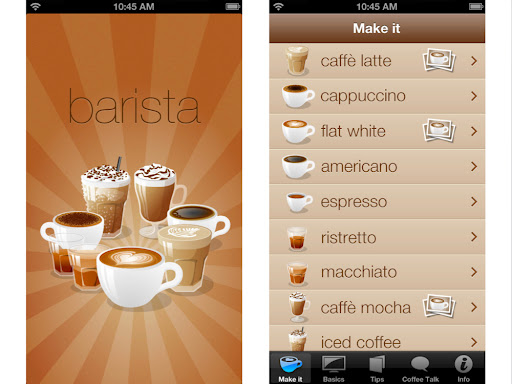 10:45 AM
barista
10:45 AM
Make it
caffè latte
cappuccino
flat white
americano
espresso
ristretto
macchiato
caffè mocha
iced coffee
Make it
Basics
Tips
Coffee Talk
Info